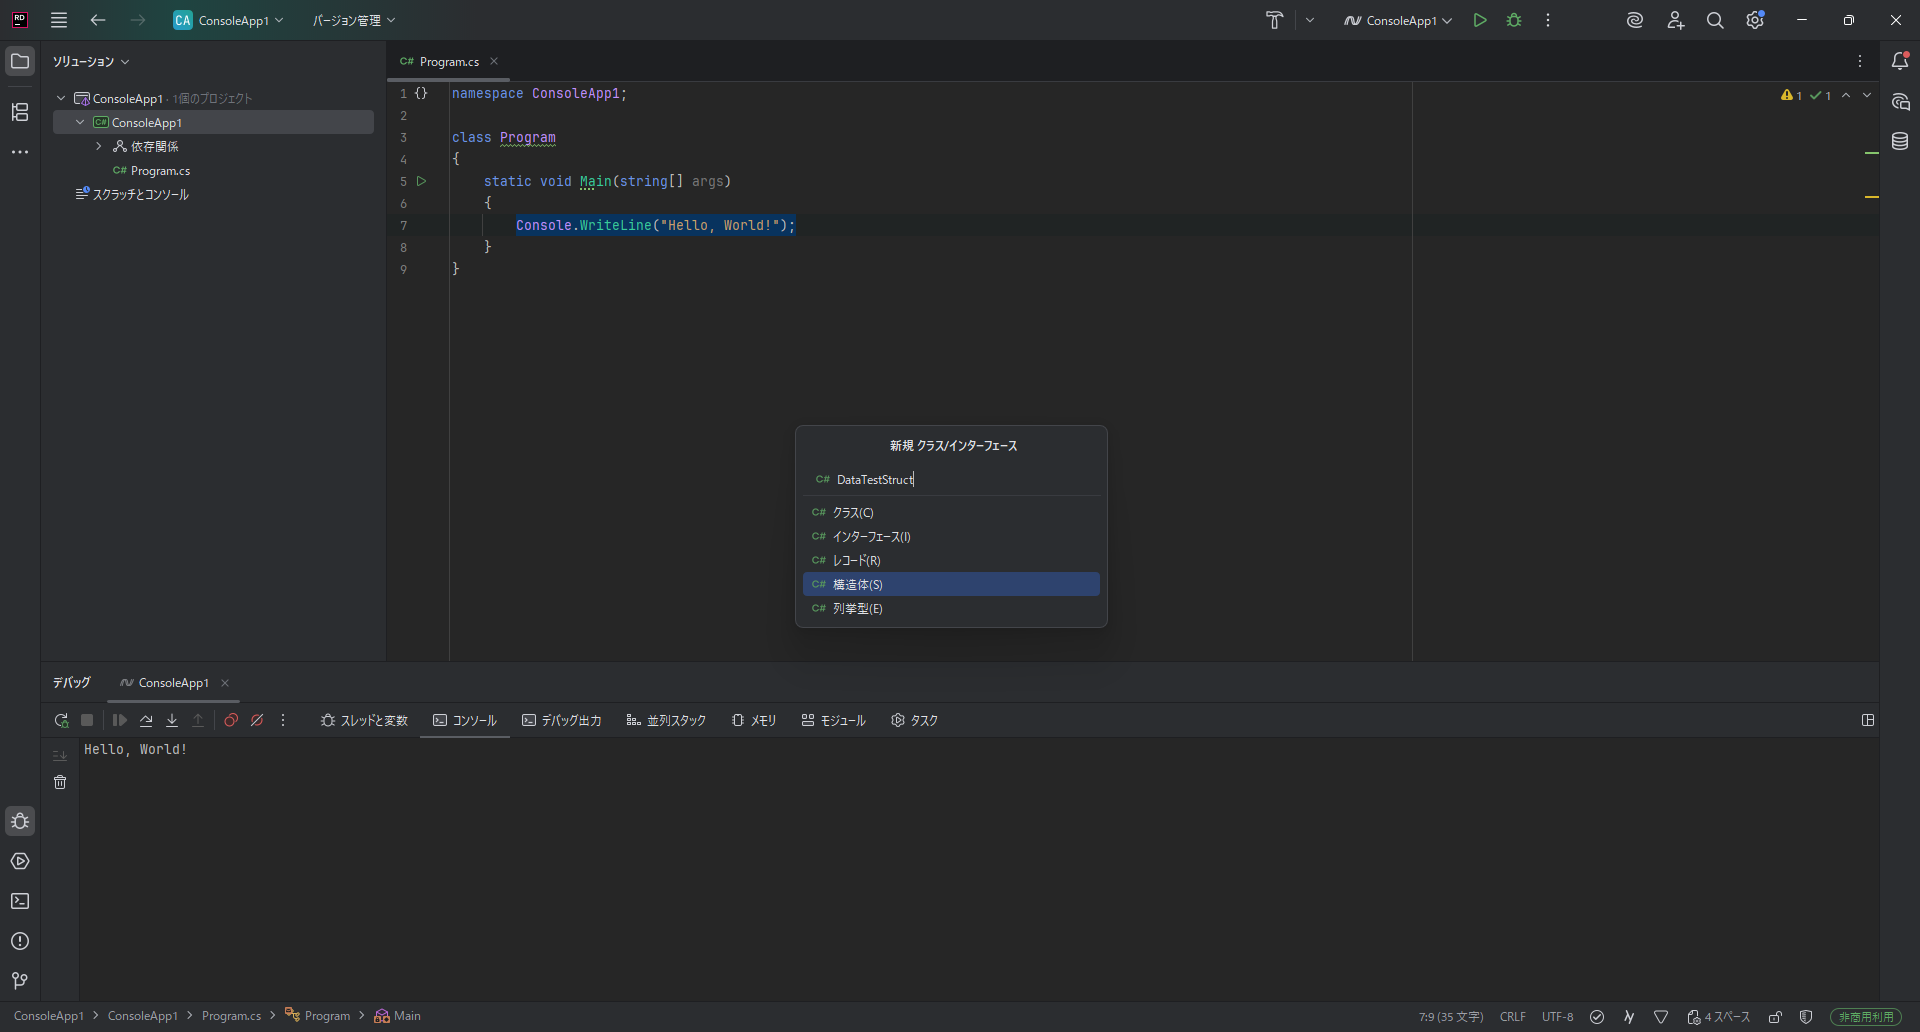 RD CA ConsoleApp1 バージョン管理 ConsoleApp1
ソリューション
ConsoleApp1 · 1個のプロジェクト
C# ConsoleApp1
依存関係
C# Program.cs
スクラッチとコンソール
C# Program.cs
1 {} namespace ConsoleApp1;
2
3 class Program
4 {
5 static void Main(string[] args)
6 {
7 Console.WriteLine("Hello, World!");
8 }
9 }
1 1
新規 クラス/インターフェース
C# DataTestStruct
C# クラス(C)
C# インターフェース(I)
C# レコード(R)
C# 構造体(S)
C# 列挙型(E)
デバッグ ConsoleApp1
スレッドと変数 コンソール デバッグ出力 並列スタック メモリ モジュール タスク
Hello, World!
ConsoleApp1 ConsoleApp1 Program.cs Program Main
7:9 (35 文字) CRLF UTF-8 4 スペース 非商用利用